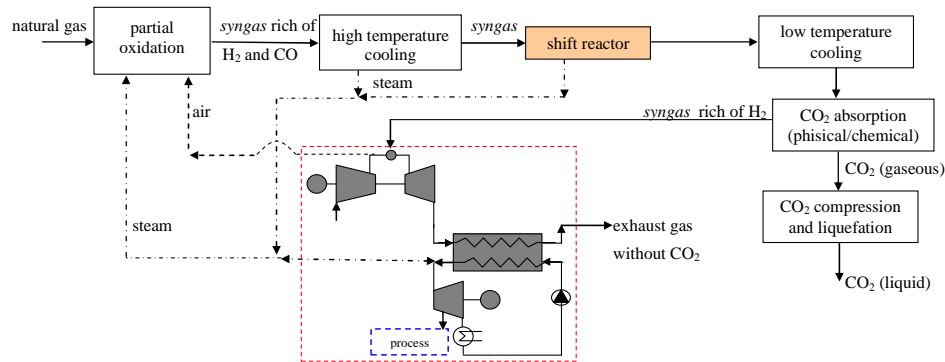 natural gas
partial
oxidation
syngas rich of
H₂ and CO
high temperature
cooling
syngas
shift reactor
low temperature
cooling
steam
air
syngas rich of H₂
CO₂ absorption
(phisical/chemical)
CO₂ (gaseous)
CO₂ compression
and liquefation
CO₂ (liquid)
steam
exhaust gas
without CO₂
process